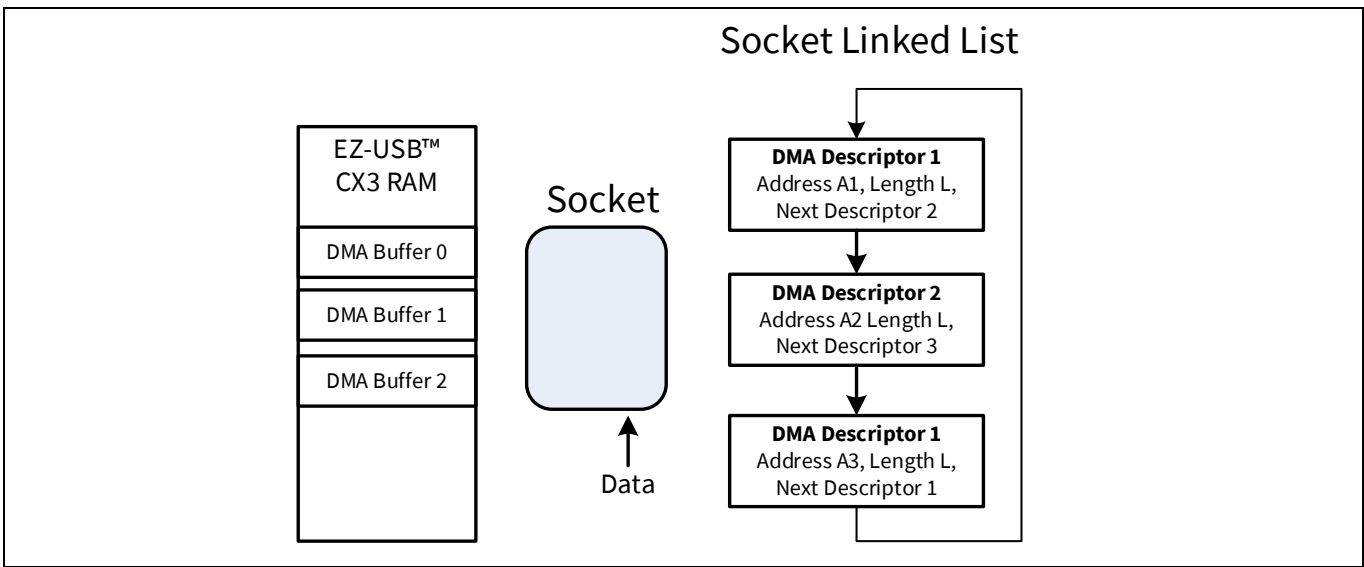 Socket Linked List
EZ-USB™
CX3 RAM
DMA Buffer 0
DMA Buffer 1
DMA Buffer 2
Socket
Data
DMA Descriptor 1
Address A1, Length L,
Next Descriptor 2
DMA Descriptor 2
Address A2 Length L,
Next Descriptor 3
DMA Descriptor 1
Address A3, Length L,
Next Descriptor 1